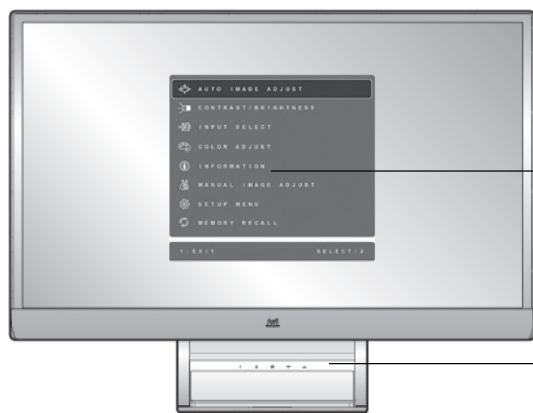 AUTO IMAGE ADJUST
CONTRAST/BRIGHTNESS
INPUT SELECT
COLOR ADJUST
INFORMATION
MANUAL IMAGE ADJUST
SETUP MENU
MEMORY RECALL
1:EXIT SELECT:2